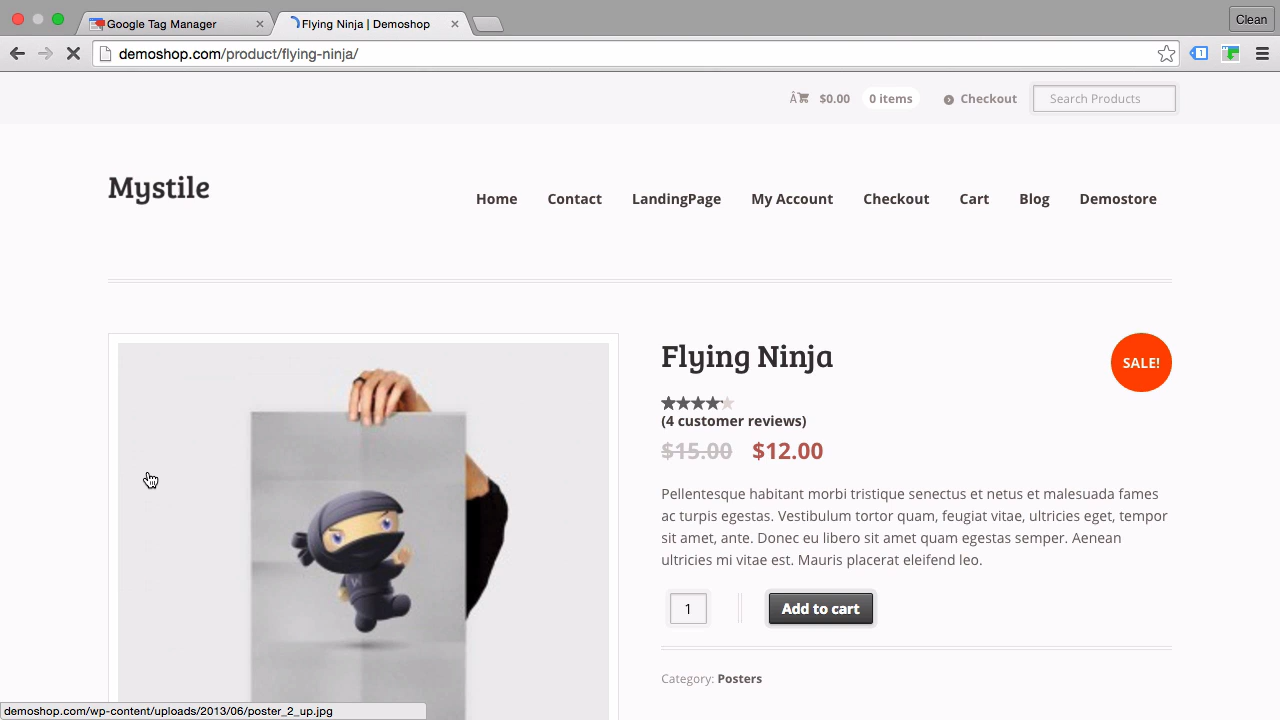 Google Tag Manager
Flying Ninja | Demoshop
Clean
demoshop.com/product/flying-ninja/
1
Â $0.00 0 items Checkout Search Products
Mystile
Home Contact LandingPage My Account Checkout Cart Blog Demostore
Flying Ninja
SALE!
(4 customer reviews)
$15.00 $12.00
Pellentesque habitant morbi tristique senectus et netus et malesuada fames
ac turpis egestas. Vestibulum tortor quam, feugiat vitae, ultricies eget, tempor
sit amet, ante. Donec eu libero sit amet quam egestas semper. Aenean
ultricies mi vitae est. Mauris placerat eleifend leo.
1 Add to cart
Category: Posters
W
demoshop.com/wp-content/uploads/2013/06/poster_2_up.jpg